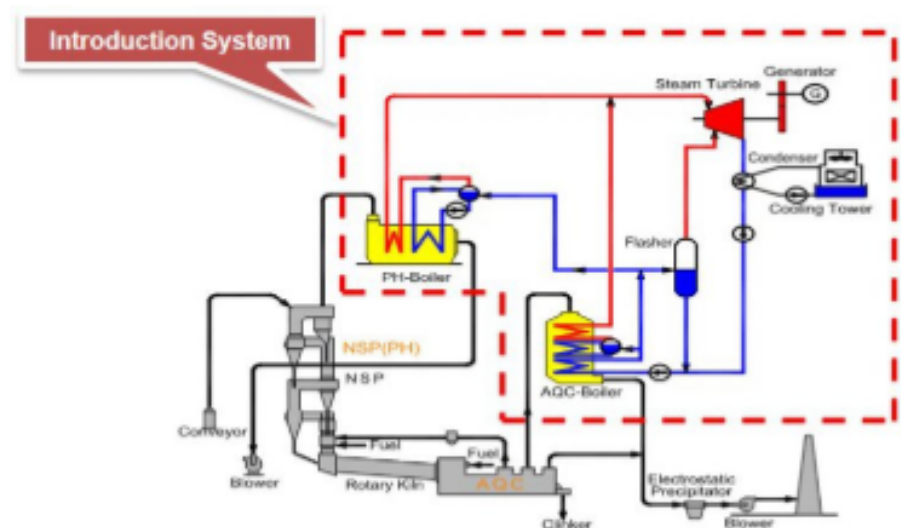 Introduction System
Generator
Steam Turbine
G
Condenser
Cooling Tower
Flasher
PH-Boiler
NSP(PH)
NSP
AQC-Boiler
Conveyor
Fuel
Fuel
Blower
Rotary Kiln
AQC
Electrostatic
Precipitator
Clinker
Blower